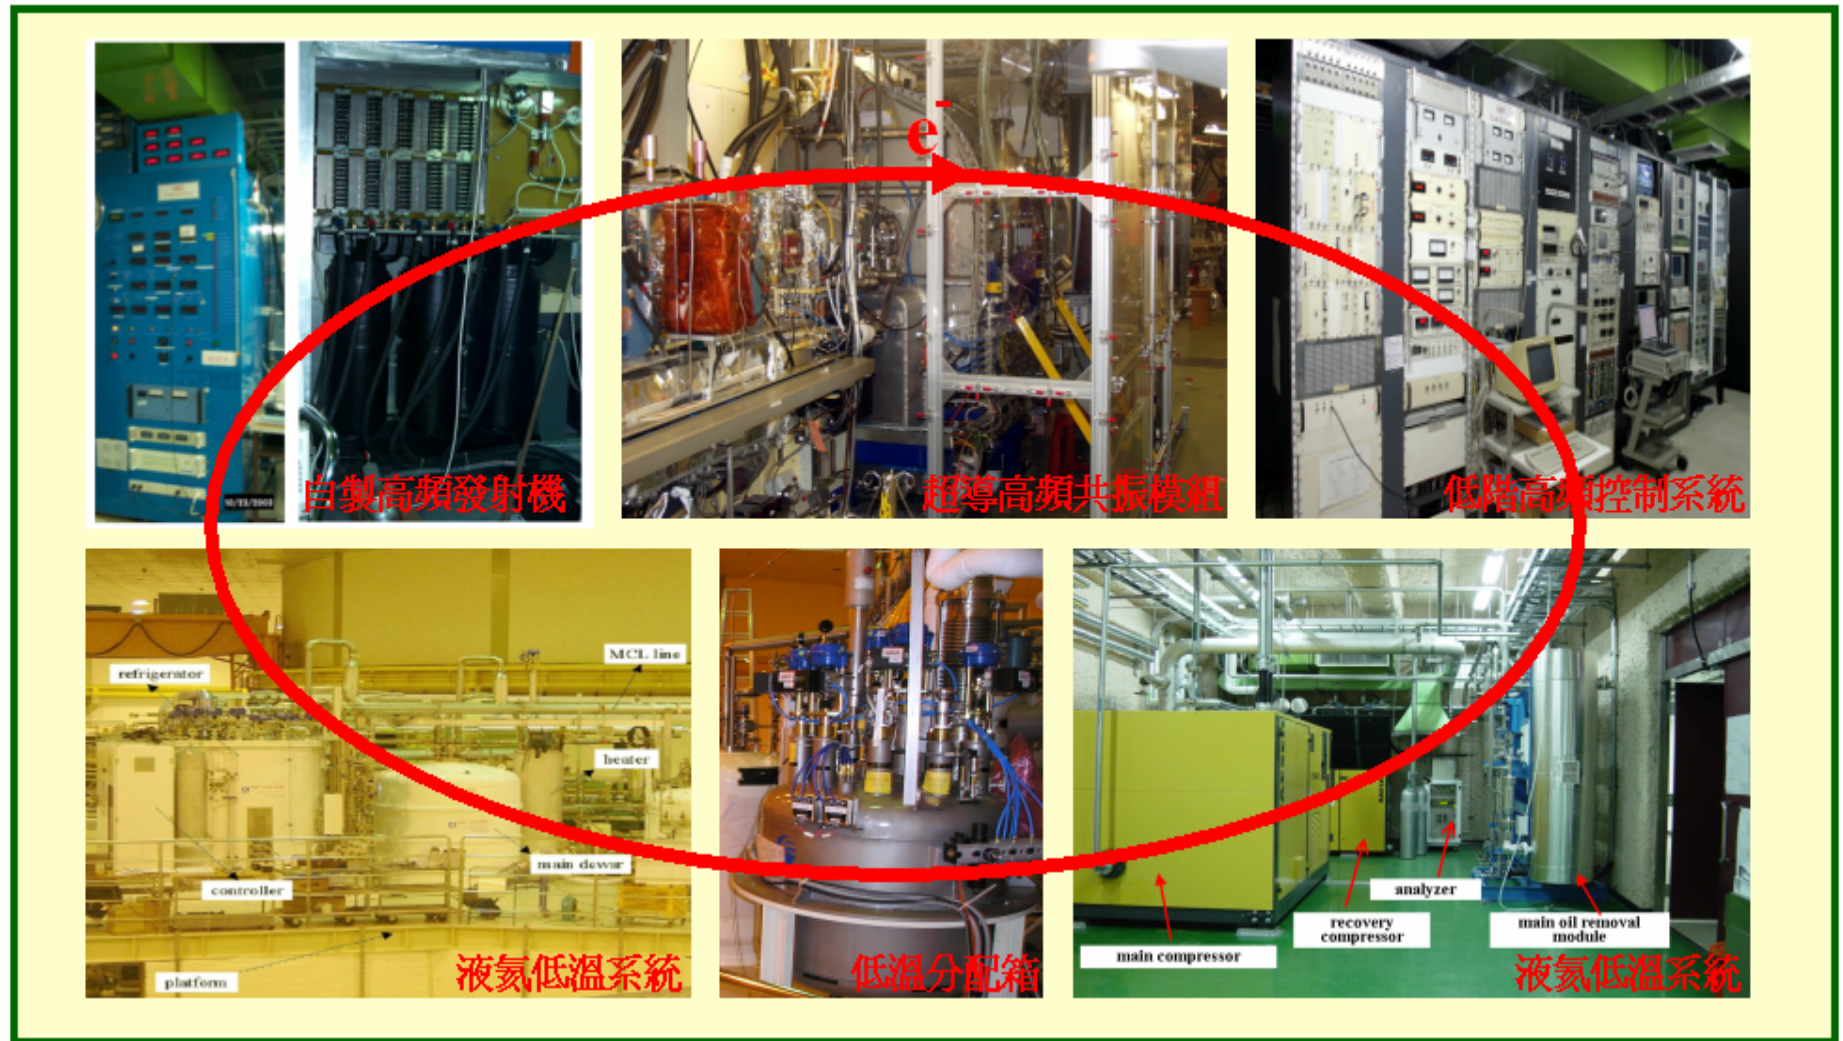 e-
10/23/2003
自製高頻發射機
超導高頻共振模組
低階高頻控制系統
refrigerator
MCL line
heater
main dewar
controller
platform
液氦低溫系統
低溫分配箱
main compressor
recovery
compressor
analyzer
main oil removal
module
液氦低溫系統